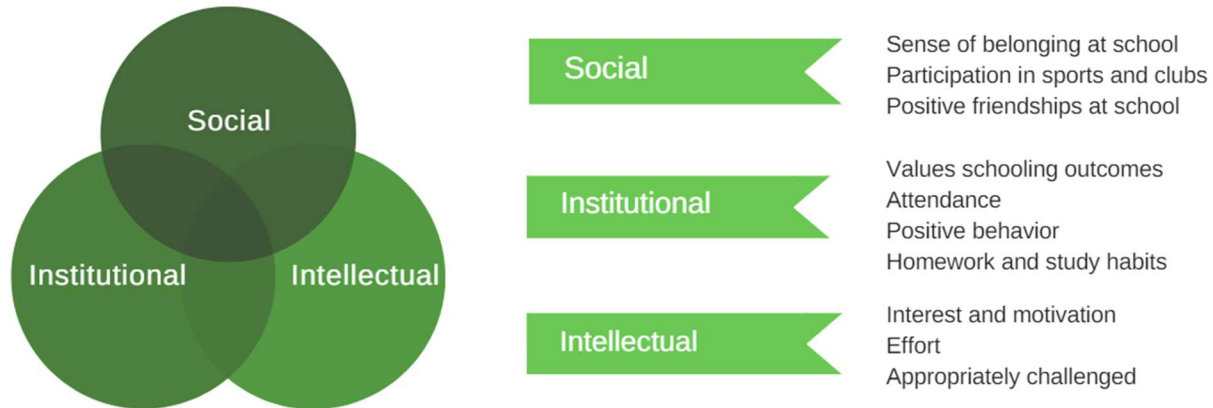 Social
Institutional
Intellectual
Social
Sense of belonging at school
Participation in sports and clubs
Positive friendships at school
Institutional
Values schooling outcomes
Attendance
Positive behavior
Homework and study habits
Intellectual
Interest and motivation
Effort
Appropriately challenged